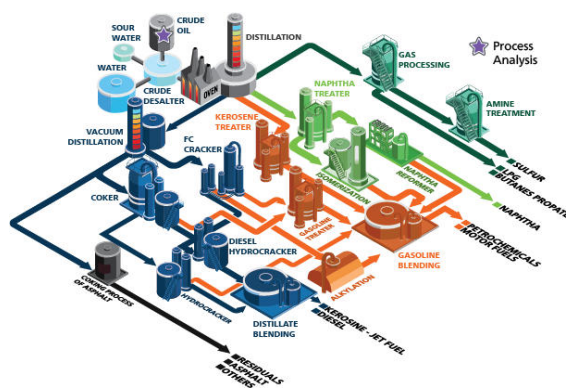 SOUR
WATER
CRUDE
OIL
DISTILLATION
WATER
CRUDE
DESALTER
OVEN
GAS
PROCESSING
Process
Analysis
AMINE
TREATMENT
NAPHTHA
TREATER
KEROSENE
TREATER
VACUUM
DISTILLATION
FC
CRACKER
ISOMERIZATION
NAPHTHA
REFORMER
SULFUR
LPG
BUTANES PROPATE
NAPHTHA
COKER
GASOLINE
TREATER
PETROCHEMICALS
MOTOR FUELS
DIESEL
HYDROCRACKER
GASOLINE
BLENDING
ALKYLATION
COKING PROCESS
OF ASPHALT
HYDROCRACKER
DISTILLATE
BLENDING
KEROSINE - JET FUEL
DIESEL
RESIDUALS
ASPHALT
OTHERS